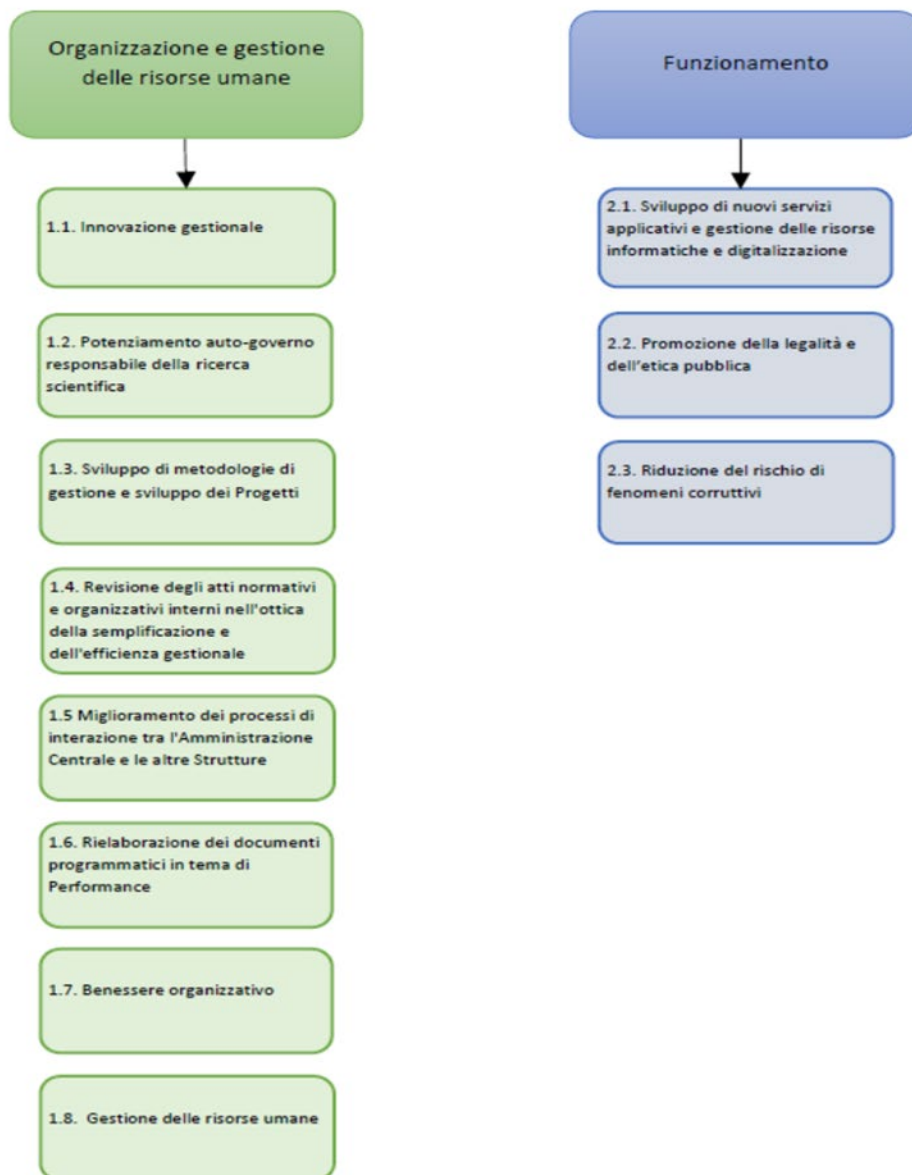 Organizzazione e gestione
delle risorse umane
1.1. Innovazione gestionale
1.2. Potenziamento auto-governo
responsabile della ricerca
scientifica
1.3. Sviluppo di metodologie di
gestione e sviluppo dei Progetti
1.4. Revisione degli atti normativi
e organizzativi interni nell'ottica
della semplificazione e
dell'efficienza gestionale
1.5 Miglioramento dei processi di
interazione tra l'Amministrazione
Centrale e le altre Strutture
1.6. Rielaborazione dei documenti
programmatici in tema di
Performance
1.7. Benessere organizzativo
1.8. Gestione delle risorse umane
Funzionamento
2.1. Sviluppo di nuovi servizi
applicativi e gestione delle risorse
informatiche e digitalizzazione
2.2. Promozione della legalità e
dell'etica pubblica
2.3. Riduzione del rischio di
fenomeni corruttivi